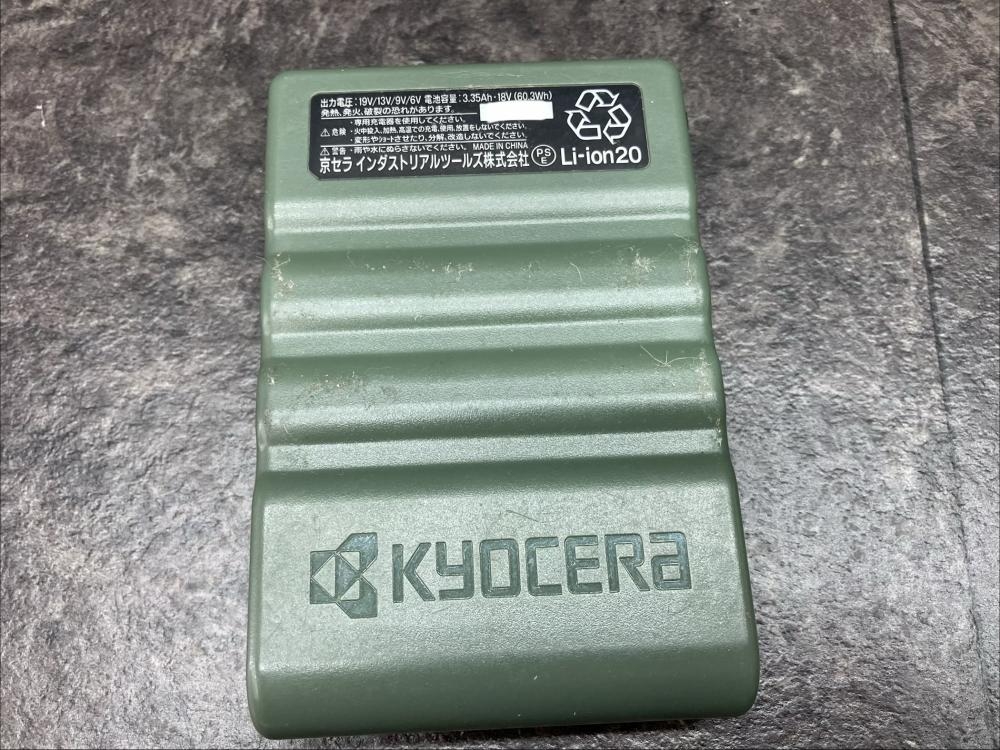 出力電圧:19V/13V/9V/6V 電池容量:3.35Ah・18V(60.3Wh)
発熱、発火、破裂の恐れがあります。
・専用充電器を使用してください。
⚠危険 ・火中投入、加熱、高温での充電、使用、放置をしないでください。
・変形やショートさせたり、分解、改造しないでください。
⚠警告 ・雨や水にぬらさないでください。 MADE IN CHINA
京セラ インダストリアルツールズ株式会社 PSE Li-ion20
KYOCERA